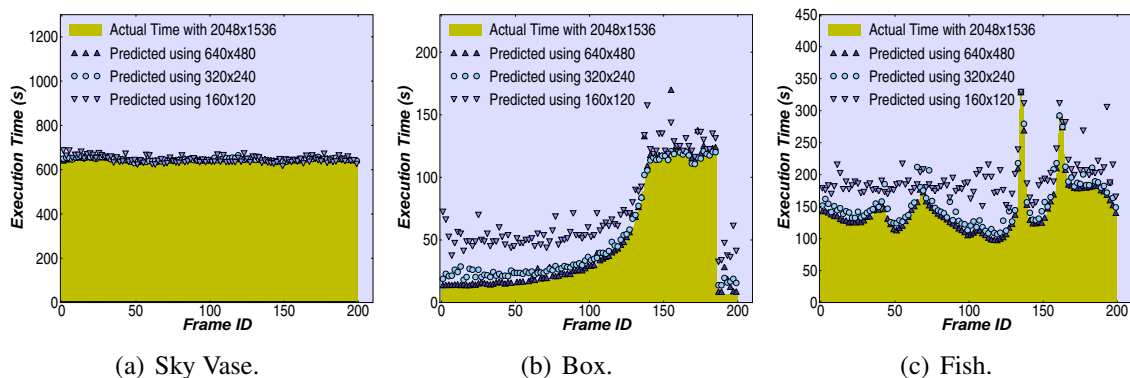 1200
1000
800
600
400
200
0
Execution Time (s)
Actual Time with 2048x1536
Predicted using 640x480
Predicted using 320x240
Predicted using 160x120
0 50 100 150 200
Frame ID
(a) Sky Vase.
200
150
100
50
0
Execution Time (s)
Actual Time with 2048x1536
Predicted using 640x480
Predicted using 320x240
Predicted using 160x120
0 50 100 150 200
Frame ID
(b) Box.
450
400
350
300
250
200
150
100
50
0
Execution Time (s)
Actual Time with 2048x1536
Predicted using 640x480
Predicted using 320x240
Predicted using 160x120
0 50 100 150 200
Frame ID
(c) Fish.